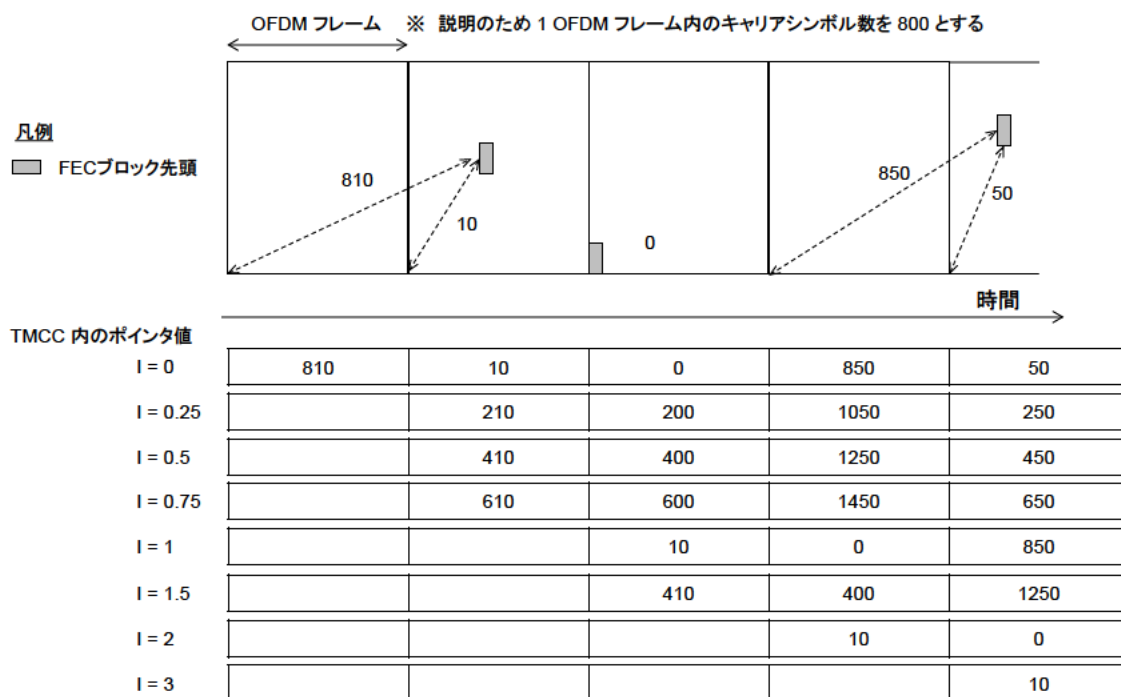 OFDM フレーム ※ 説明のため 1 OFDM フレーム内のキャリアシンボル数を 800 とする
凡例
FECブロック先頭
810
10
0
850
50
時間
TMCC 内のポインタ値
I = 0 810 10 0 850 50
I = 0.25 210 200 1050 250
I = 0.5 410 400 1250 450
I = 0.75 610 600 1450 650
I = 1 10 0 850
I = 1.5 410 400 1250
I = 2 10 0
I = 3 10